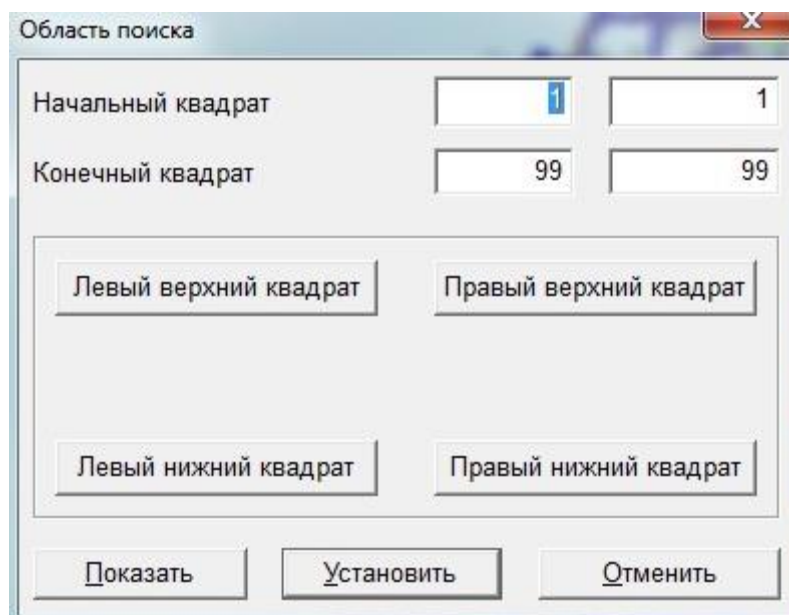 Область поиска
Начальный квадрат 1 1
Конечный квадрат 99 99
Левый верхний квадрат Правый верхний квадрат
Левый нижний квадрат Правый нижний квадрат
Показать Установить Отменить